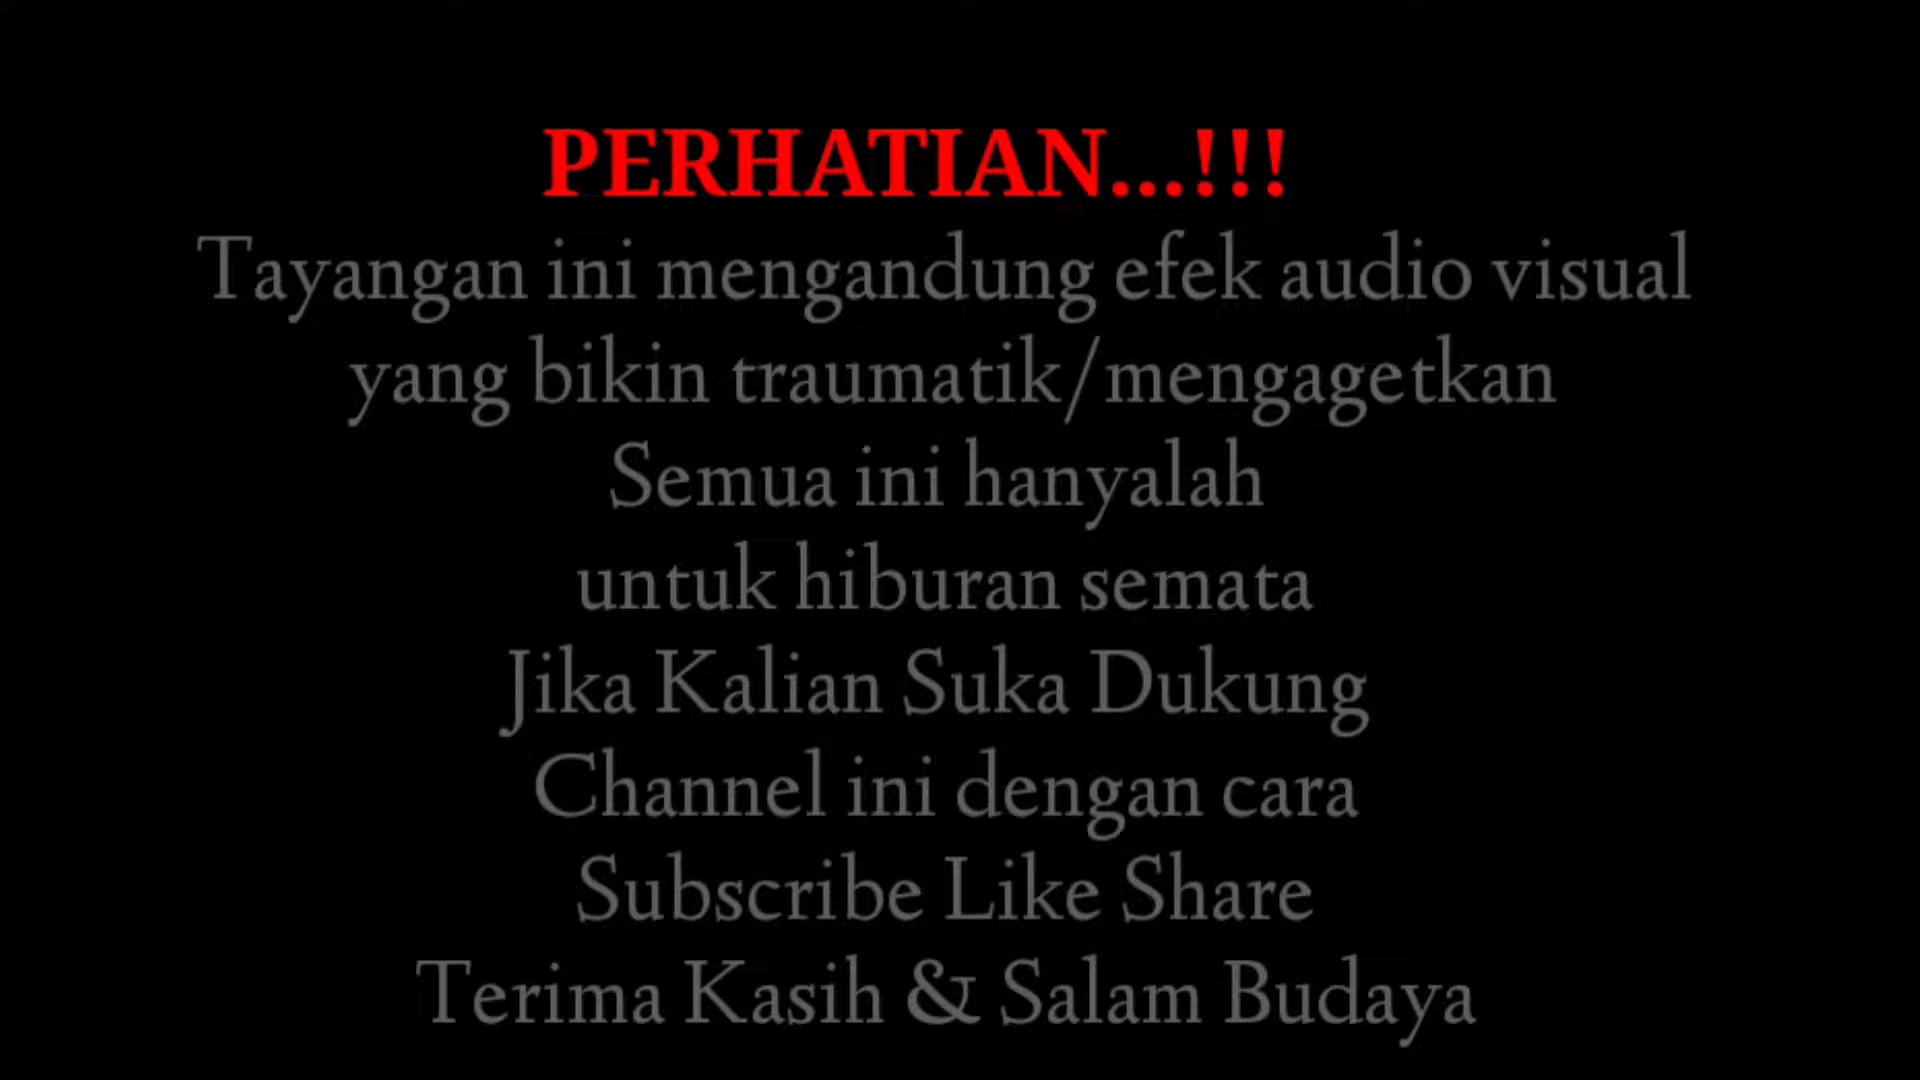 PERHATIAN...!!!
Tayangan ini mengandung efek audio visual
yang bikin traumatik/mengagetkan
Semua ini hanyalah
untuk hiburan semata
Jika Kalian Suka Dukung
Channel ini dengan cara
Subscribe Like Share
Terima Kasih & Salam Budaya